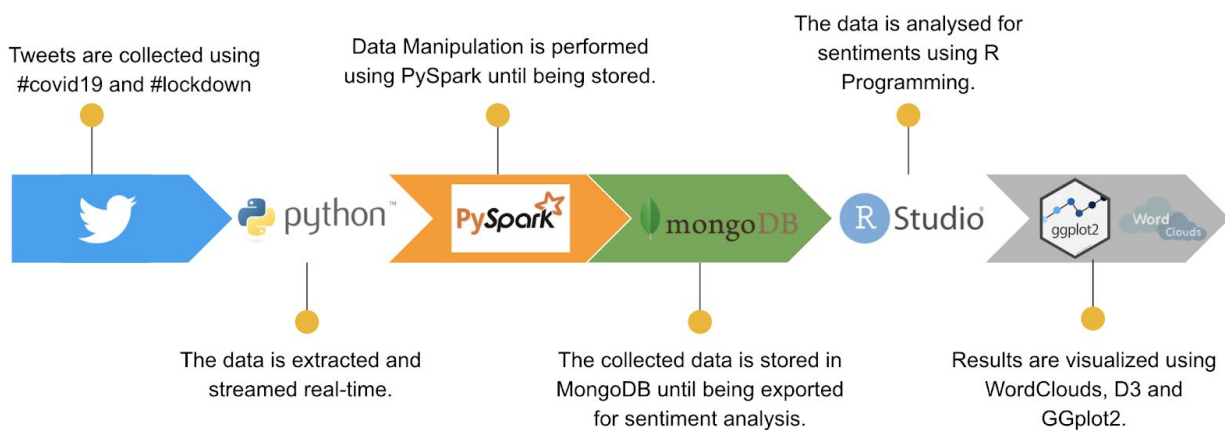 Tweets are collected using
#covid19 and #lockdown
Data Manipulation is performed
using PySpark until being stored.
The data is analysed for
sentiments using R
Programming.
python™
PySpark
mongoDB
R Studio®
ggplot2
Word
Clouds
The data is extracted and
streamed real-time.
The collected data is stored in
MongoDB until being exported
for sentiment analysis.
Results are visualized using
WordClouds, D3 and
GGplot2.